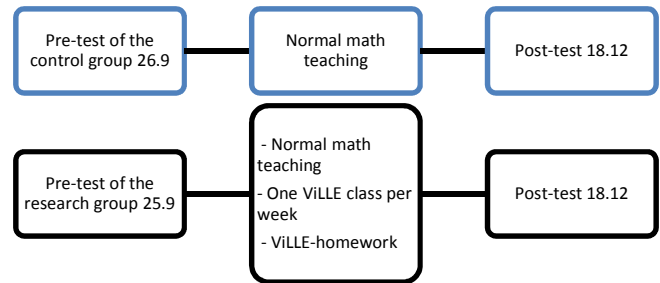 Pre-test of the
control group 26.9
Normal math
teaching
Post-test 18.12
Pre-test of the
research group 25.9
- Normal math
teaching
- One ViLLE class per
week
- ViLLE-homework
Post-test 18.12